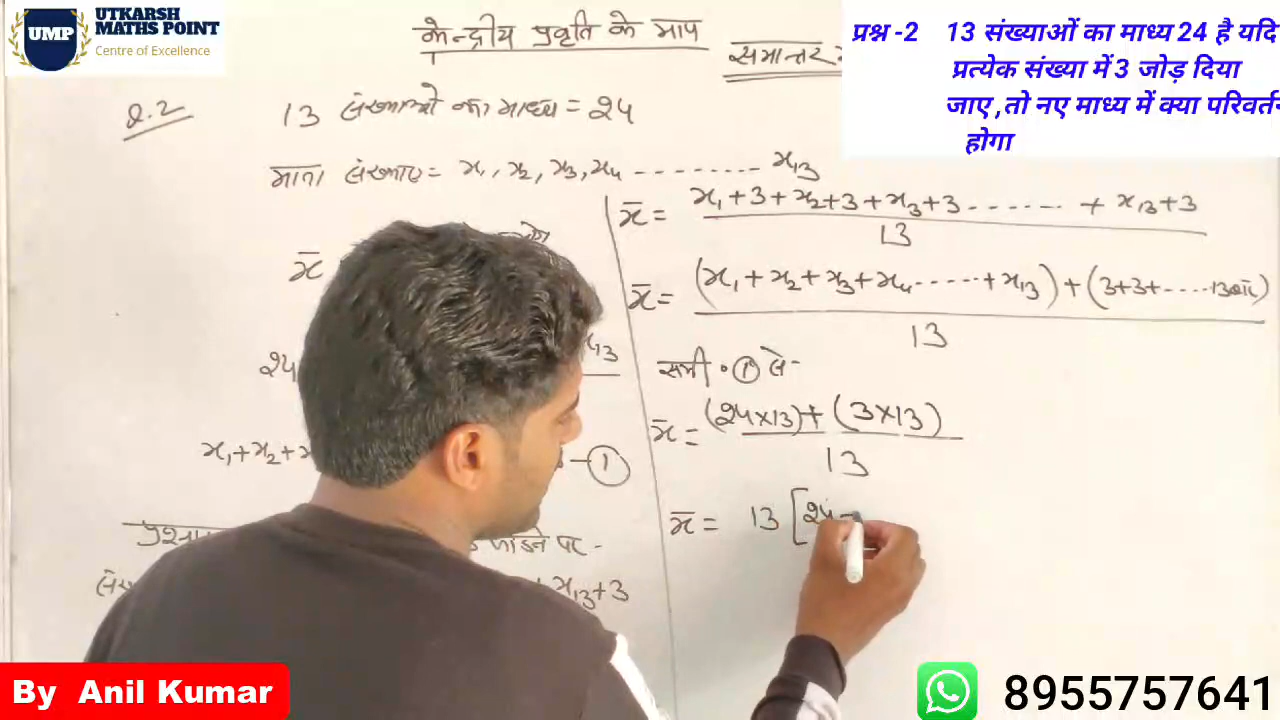 UTKARSH
MATHS POINT
UMP
Centre of Excellence
केन्द्रीय प्रवृति के माप
समान्तर
प्रश्न -2 13 संख्याओं का माध्य 24 है यदि
प्रत्येक संख्या में 3 जोड़ दिया
जाए ,तो नए माध्य में क्या परिवर्तन
होगा
Q.2 13 संख्याओं का माध्य = 24
माना संख्याए = x₁, x₂, x₃, x₄ - - - - - - - - x₁₃
x̄
24 x₁₃
x₁+x₂+x - ①
पर -
+ x₁₃+3
x̄ = x₁+3+x₂+3+x₃+3 - - - - - - + x₁₃+3
13
x̄ = (x₁+x₂+x₃+x₄ - - - - - +x₁₃) + (3+3+ - - - - 13बार)
13
समी. ① से -
x̄ = (24×13)+(3×13)
13
x̄ = 13 [24
By Anil Kumar
8955757641